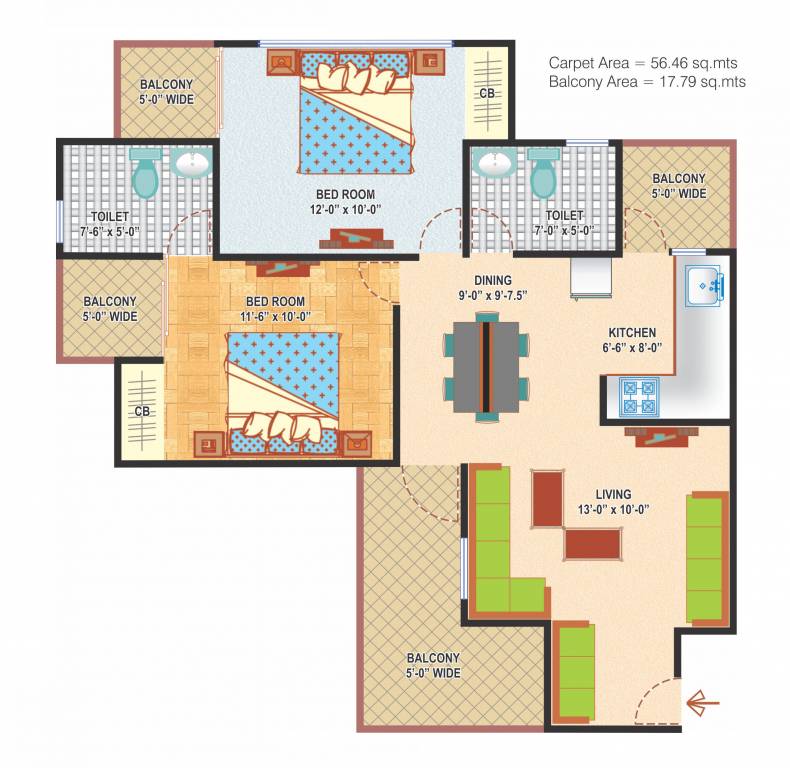 Carpet Area = 56.46 sq.mts
Balcony Area = 17.79 sq.mts
BALCONY
5'-0" WIDE
CB
BED ROOM
12'-0" x 10'-0"
TOILET
7'-6" x 5'-0"
TOILET
7'-0" x 5'-0"
BALCONY
5'-0" WIDE
BALCONY
5'-0" WIDE
BED ROOM
11'-6" x 10'-0"
DINING
9'-0" x 9'-7.5"
KITCHEN
6'-6" x 8'-0"
CB
LIVING
13'-0" x 10'-0"
BALCONY
5'-0" WIDE